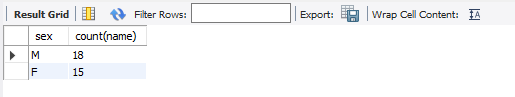 Result Grid Filter Rows: Export: Wrap Cell Content:
sex count(name)
M 18
F 15